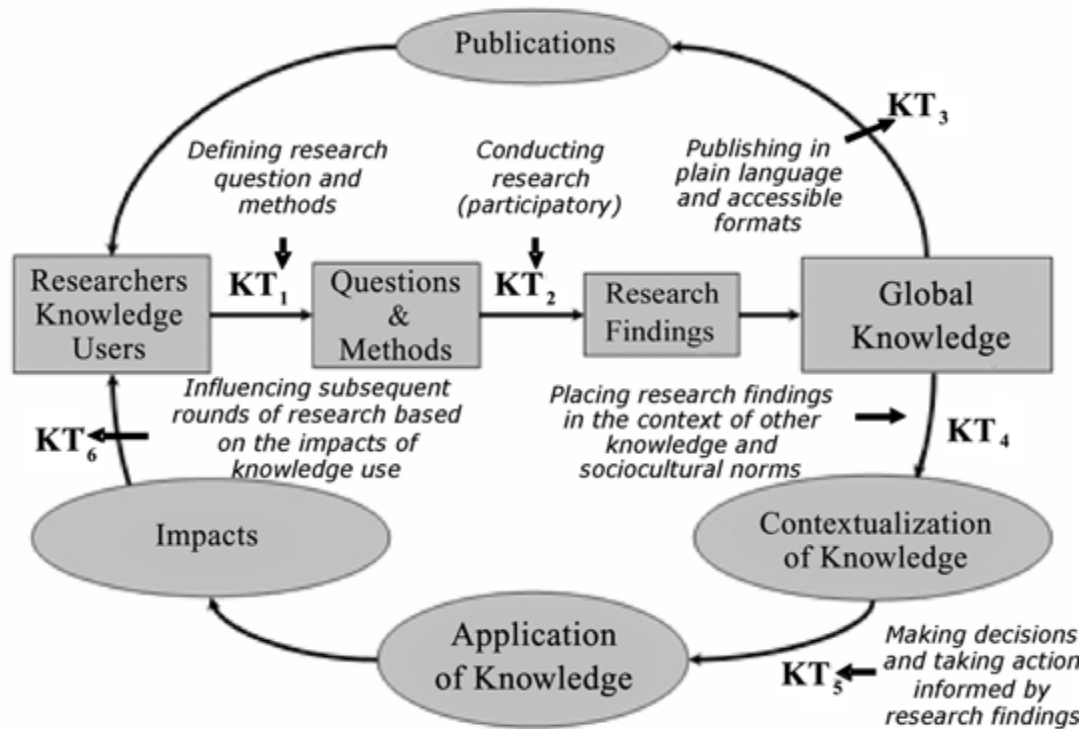 Publications
KT3
Defining research
question and
methods
Conducting
research
(participatory)
Publishing in
plain language
and accessible
formats
Researchers
Knowledge
Users
KT1
Questions
&
Methods
KT2
Research
Findings
Global
Knowledge
Influencing subsequent
rounds of research based
on the impacts of
knowledge use
KT6
Placing research findings
in the context of other
knowledge and
sociocultural norms
KT4
Impacts
Contextualization
of Knowledge
Application
of Knowledge
KT5
Making decisions
and taking action
informed by
research findings